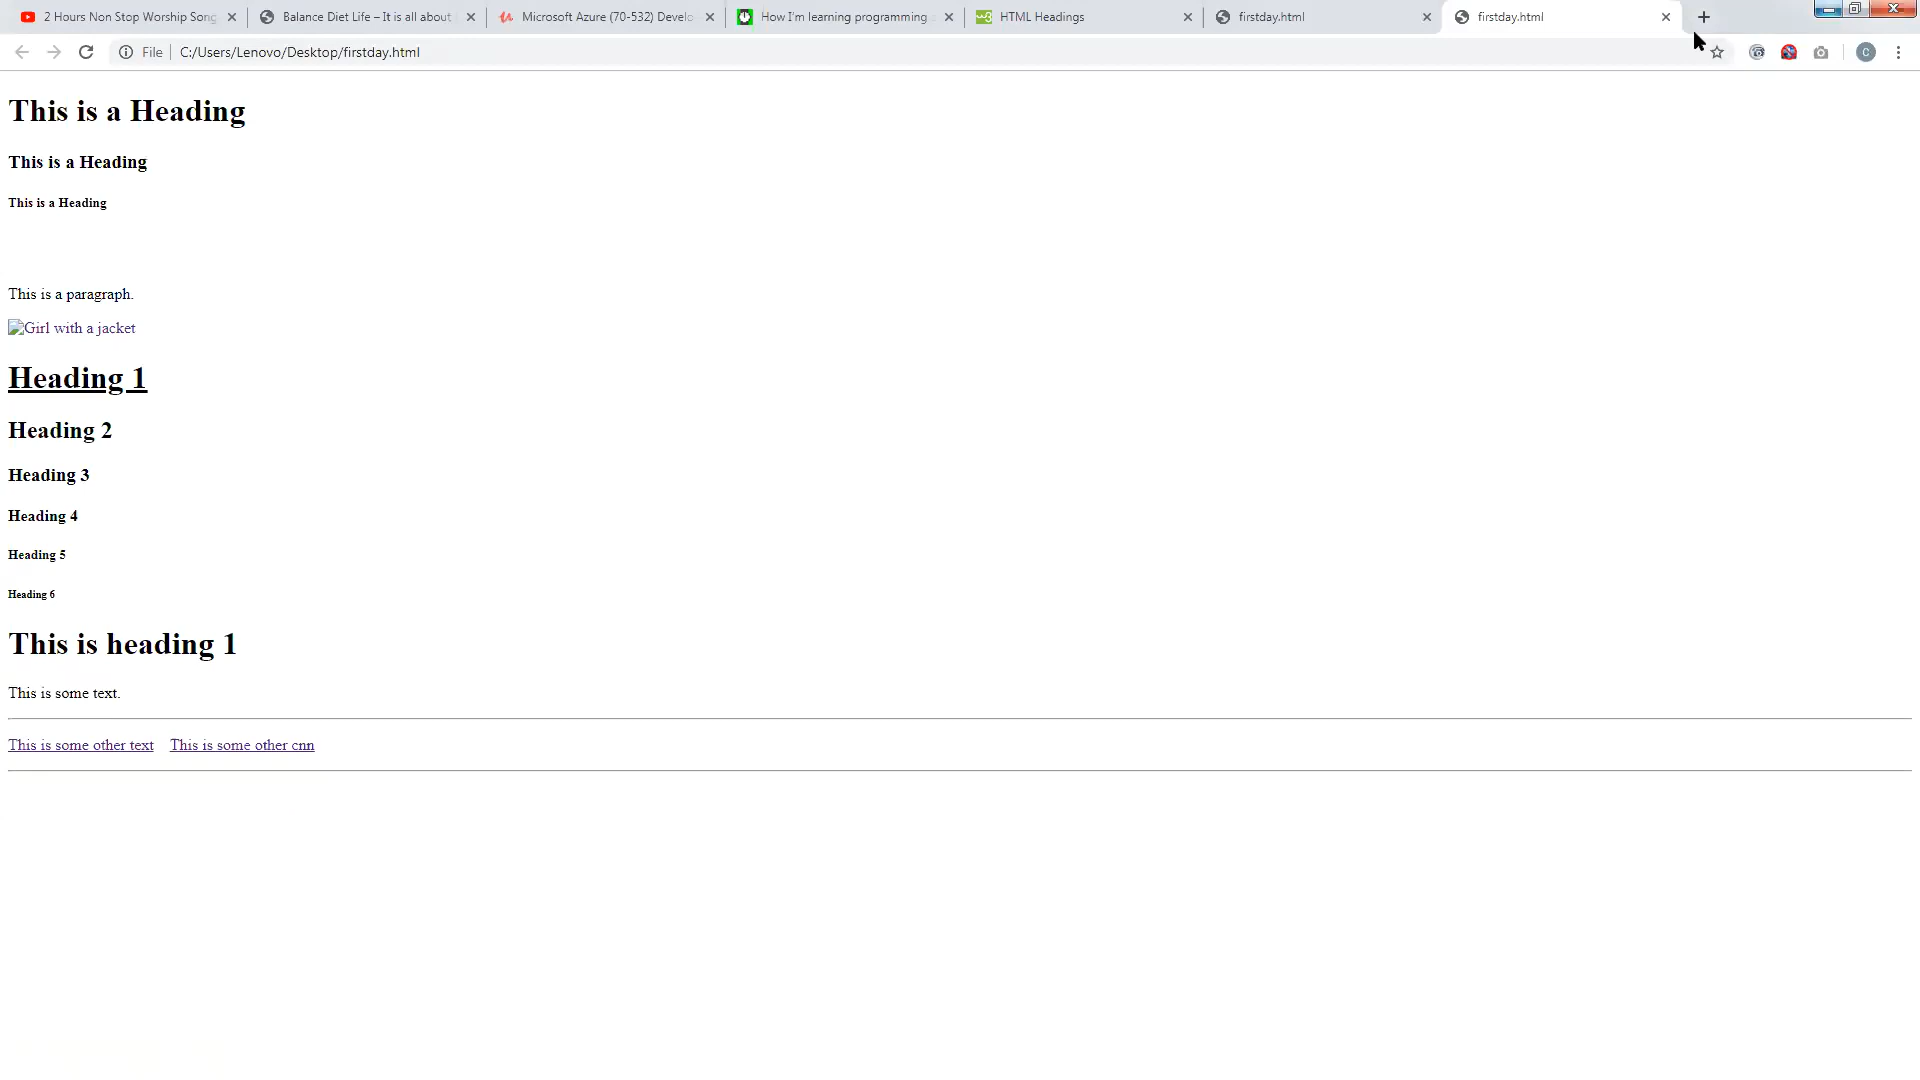 2 Hours Non Stop Worship Song
Balance Diet Life – It is all about
Microsoft Azure (70-532) Develo
How I'm learning programming
HTML Headings
firstday.html
firstday.html
File
C:/Users/Lenovo/Desktop/firstday.html
C
This is a Heading
This is a Heading
This is a Heading
This is a paragraph.
Girl with a jacket
Heading 1
Heading 2
Heading 3
Heading 4
Heading 5
Heading 6
This is heading 1
This is some text.
This is some other text This is some other cnn